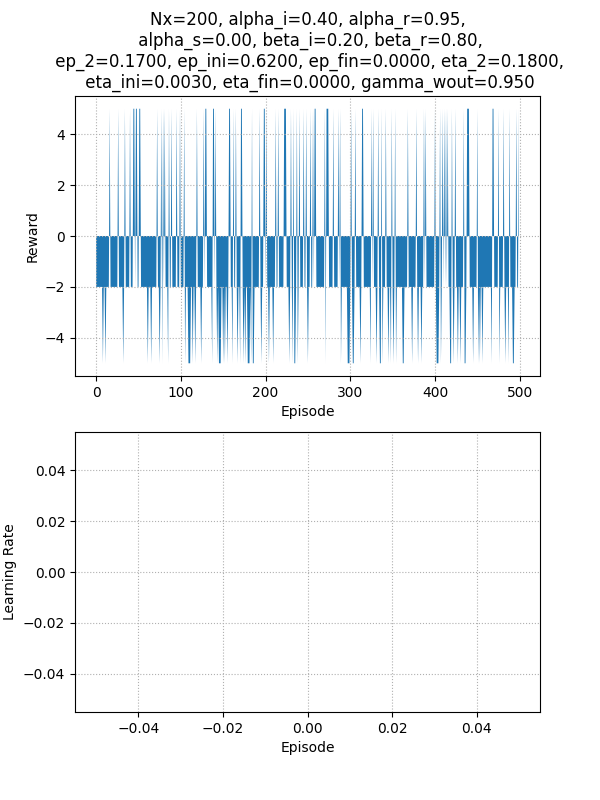 Nx=200, alpha_i=0.40, alpha_r=0.95,
alpha_s=0.00, beta_i=0.20, beta_r=0.80,
ep_2=0.1700, ep_ini=0.6200, ep_fin=0.0000, eta_2=0.1800,
eta_ini=0.0030, eta_fin=0.0000, gamma_wout=0.950
4
2
0
−2
−4
Reward
0 100 200 300 400 500
Episode
0.04
0.02
0.00
−0.02
−0.04
Learning Rate
−0.04 −0.02 0.00 0.02 0.04
Episode